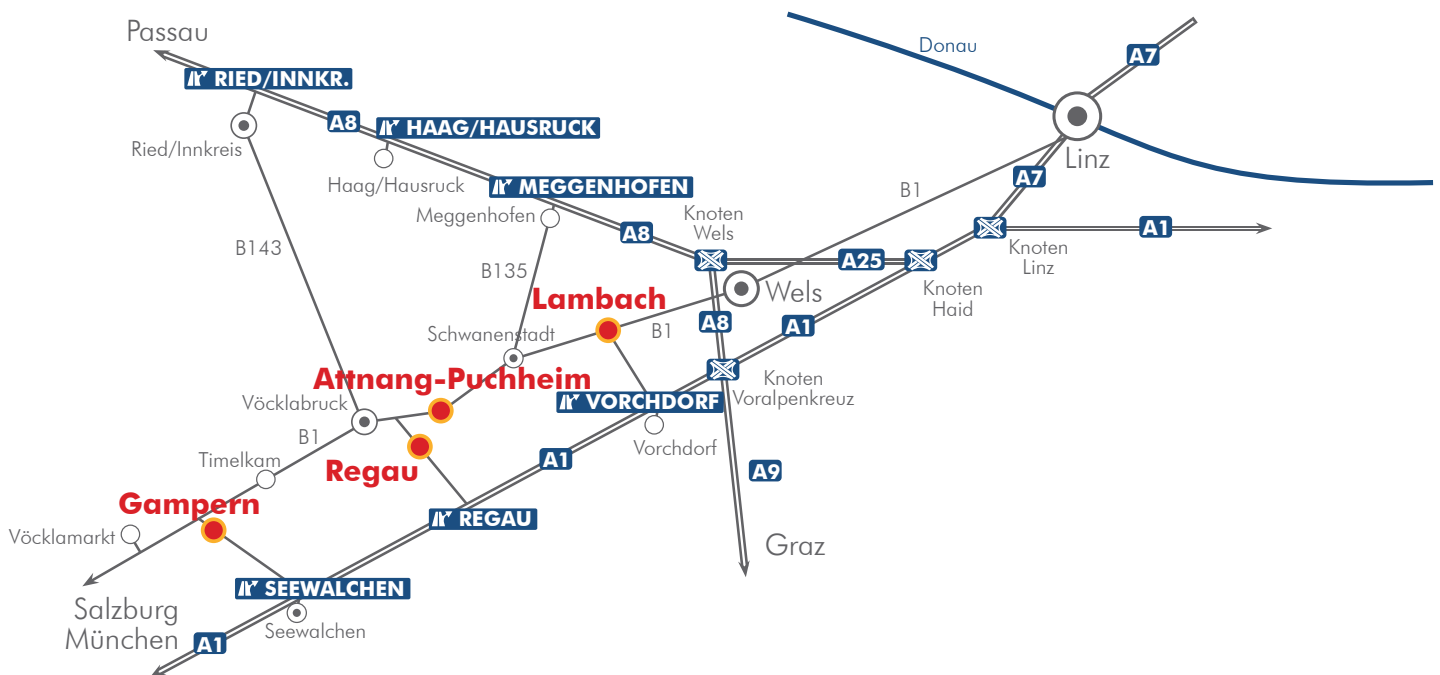 Passau
Donau
A7
RIED/INNKR.
A8
HAAG/HAUSRUCK
Ried/Innkreis
Linz
Haag/Hausruck
MEGGENHOFEN
A7
B1
Meggenhofen
Knoten
Wels
A8
A1
B143
Knoten
Linz
A25
B135
Knoten
Haid
Lambach
Wels
B1
A8
A1
Schwanenstadt
Attnang-Puchheim
Knoten
Voralpenkreuz
Vöcklabruck
VORCHDORF
B1
Vorchdorf
Timelkam
Regau
A1
A9
Gampern
REGAU
Vöcklamarkt
Graz
SEEWALCHEN
Salzburg
München
Seewalchen
A1